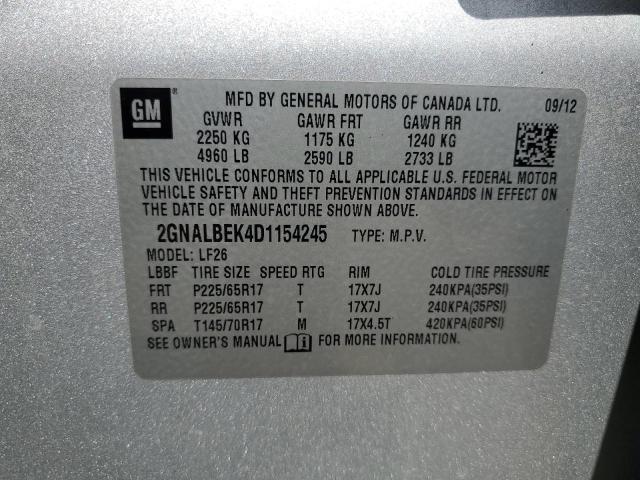 GM ® MFD BY GENERAL MOTORS OF CANADA LTD. 09/12
GVWR GAWR FRT GAWR RR
2250 KG 1175 KG 1240 KG
4960 LB 2590 LB 2733 LB
THIS VEHICLE CONFORMS TO ALL APPLICABLE U.S. FEDERAL MOTOR
VEHICLE SAFETY AND THEFT PREVENTION STANDARDS IN EFFECT ON
THE DATE OF MANUFACTURE SHOWN ABOVE.
2GNALBEK4D1154245 TYPE: M.P.V.
MODEL: LF26
LBBF TIRE SIZE SPEED RTG RIM COLD TIRE PRESSURE
FRT P225/65R17 T 17X7J 240KPA(35PSI)
RR P225/65R17 T 17X7J 240KPA(35PSI)
SPA T145/70R17 M 17X4.5T 420KPA(60PSI)
SEE OWNER'S MANUAL i FOR MORE INFORMATION.